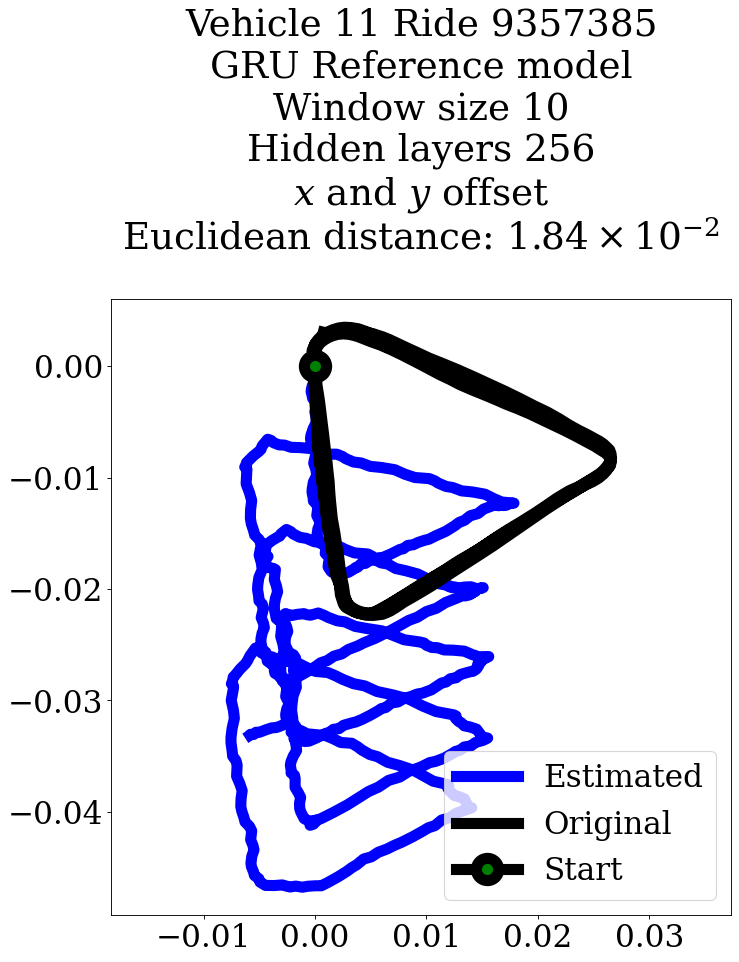 Vehicle 11 Ride 9357385
GRU Reference model
Window size 10
Hidden layers 256
x and y offset
Euclidean distance: 1.84 × 10⁻²
0.00
−0.01
−0.02
−0.03
−0.04
Estimated
Original
Start
−0.01 0.00 0.01 0.02 0.03